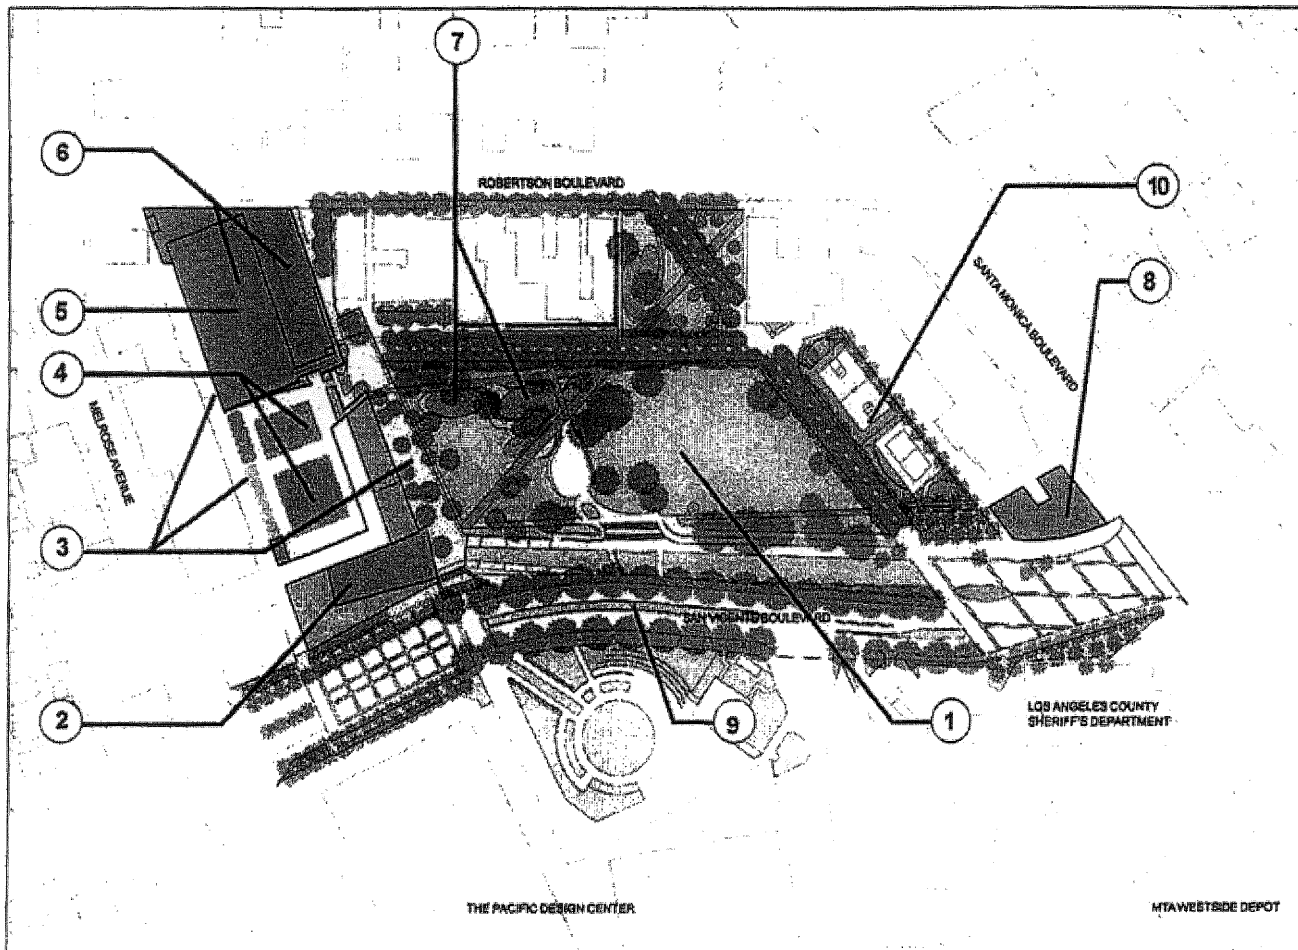 7
6
ROBERTSON BOULEVARD
10
SANTA MONICA BOULEVARD
8
5
4
MELROSE AVENUE
3
SAN VICENTE BOULEVARD
2
9
1
LOS ANGELES COUNTY
SHERIFF'S DEPARTMENT
THE PACIFIC DESIGN CENTER
MTA WESTSIDE DEPOT